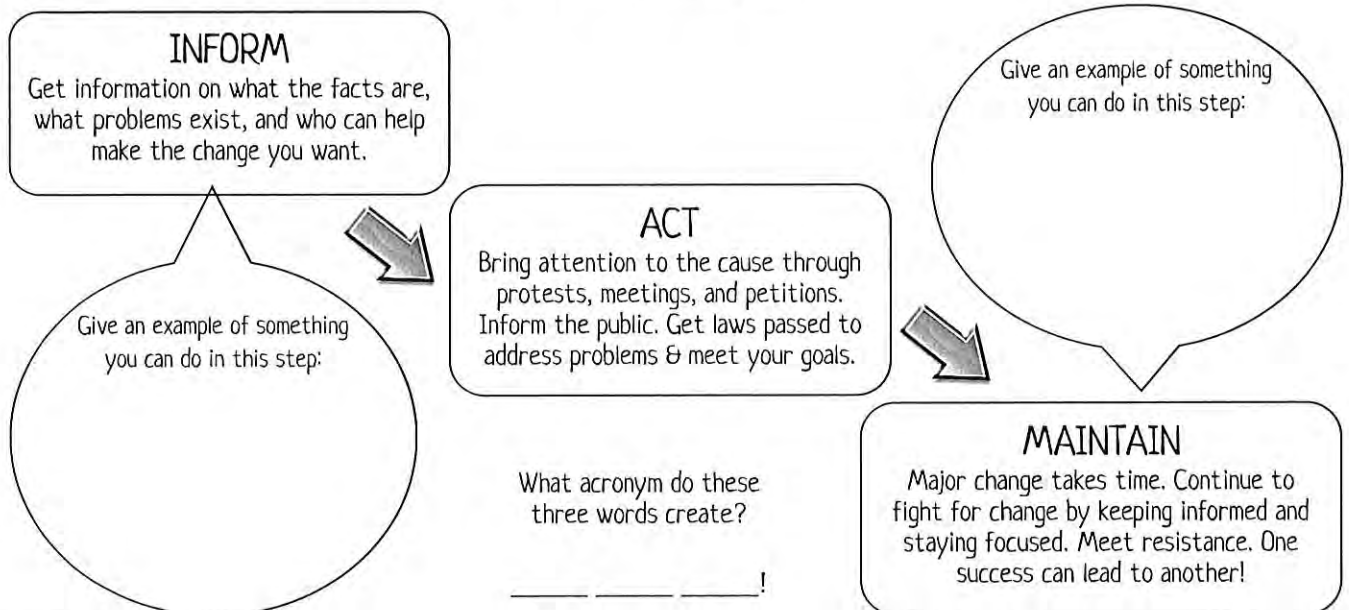 INFORM
Get information on what the facts are,
what problems exist, and who can help
make the change you want.
Give an example of something
you can do in this step:
ACT
Bring attention to the cause through
protests, meetings, and petitions.
Inform the public. Get laws passed to
address problems & meet your goals.
Give an example of something
you can do in this step:
MAINTAIN
Major change takes time. Continue to
fight for change by keeping informed and
staying focused. Meet resistance. One
success can lead to another!
What acronym do these
three words create?
_____ _____ _____!